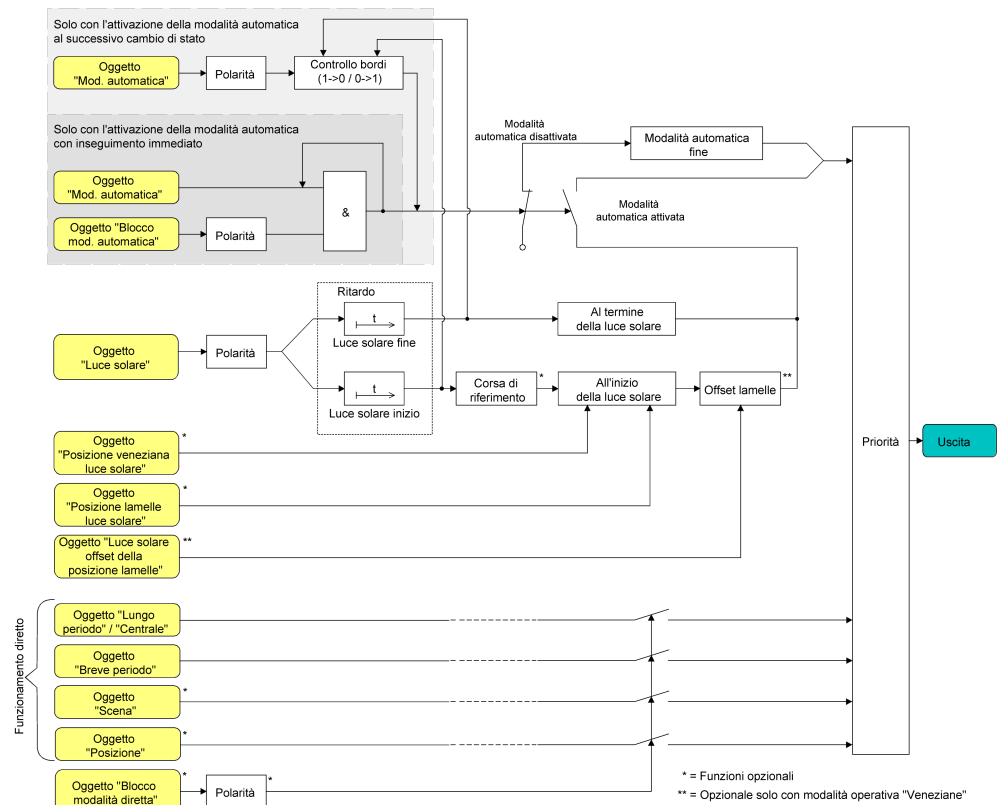 Solo con l'attivazione della modalità automatica
al successivo cambio di stato
Oggetto
"Mod. automatica"
Polarità
Controllo bordi
(1->0 / 0->1)
Solo con l'attivazione della modalità automatica
con inseguimento immediato
Oggetto
"Mod. automatica"
Oggetto "Blocco
mod. automatica"
Polarità
&
Modalità
automatica disattivata
Modalità automatica
fine
Modalità
automatica attivata
Ritardo
t
Luce solare fine
Al termine
della luce solare
Oggetto
"Luce solare"
Polarità
t
Luce solare inizio
Corsa di
riferimento
*
All'inizio
della luce solare
Offset lamelle
**
Oggetto
"Posizione veneziana
luce solare"
*
Oggetto
"Posizione lamelle
luce solare"
*
Oggetto "Luce solare
offset della
posizione lamelle"
**
Priorità
Uscita
Funzionamento diretto
Oggetto "Lungo
periodo" / "Centrale"
Oggetto
"Breve periodo"
Oggetto
"Scena"
*
Oggetto
"Posizione"
*
Oggetto "Blocco
modalità diretta"
*
Polarità
*
* = Funzioni opzionali
** = Opzionale solo con modalità operativa "Veneziane"